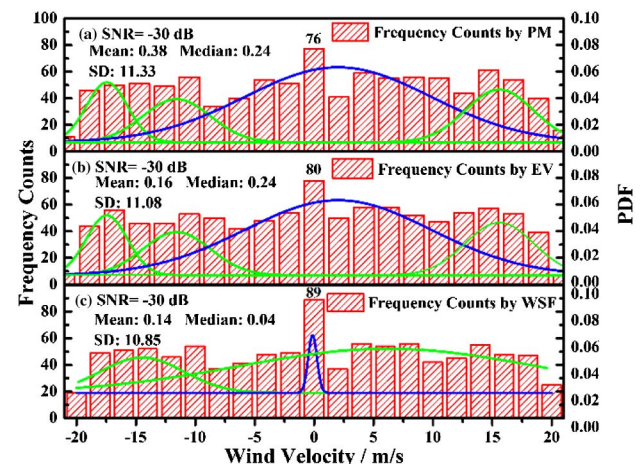 (a) SNR= -30 dB
Mean: 0.38 Median: 0.24
SD: 11.33
76
Frequency Counts by PM
100
80
60
40
20
0
0.10
0.08
0.06
0.04
0.02
0.00
(b) SNR= -30 dB
Mean: 0.16 Median: 0.24
SD: 11.08
80
Frequency Counts by EV
80
60
40
20
0
0.08
0.06
0.04
0.02
0.00
(c) SNR= -30 dB
Mean: 0.14 Median: 0.04
SD: 10.85
89
Frequency Counts by WSF
80
60
40
20
0
0.10
0.08
0.06
0.05
0.03
0.02
0.00
Frequency Counts
PDF
-20 -15 -10 -5 0 5 10 15 20
Wind Velocity / m/s